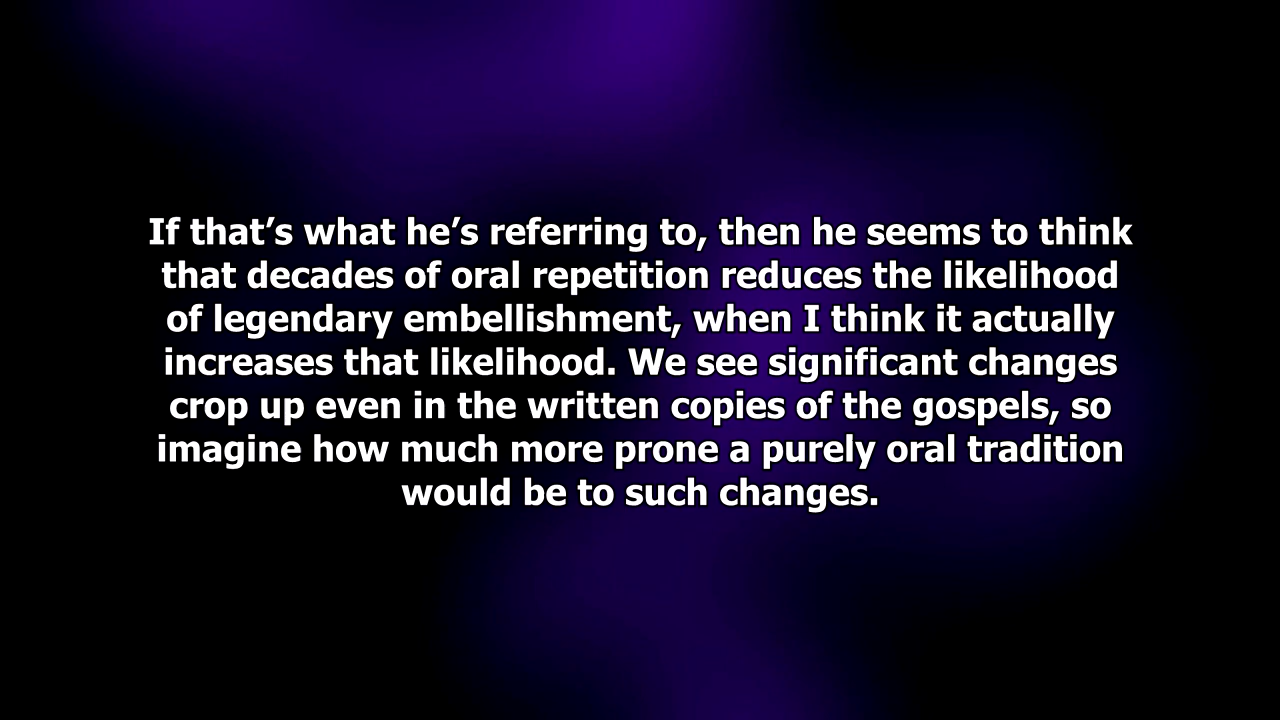 If that’s what he’s referring to, then he seems to think
that decades of oral repetition reduces the likelihood
of legendary embellishment, when I think it actually
increases that likelihood. We see significant changes
crop up even in the written copies of the gospels, so
imagine how much more prone a purely oral tradition
would be to such changes.